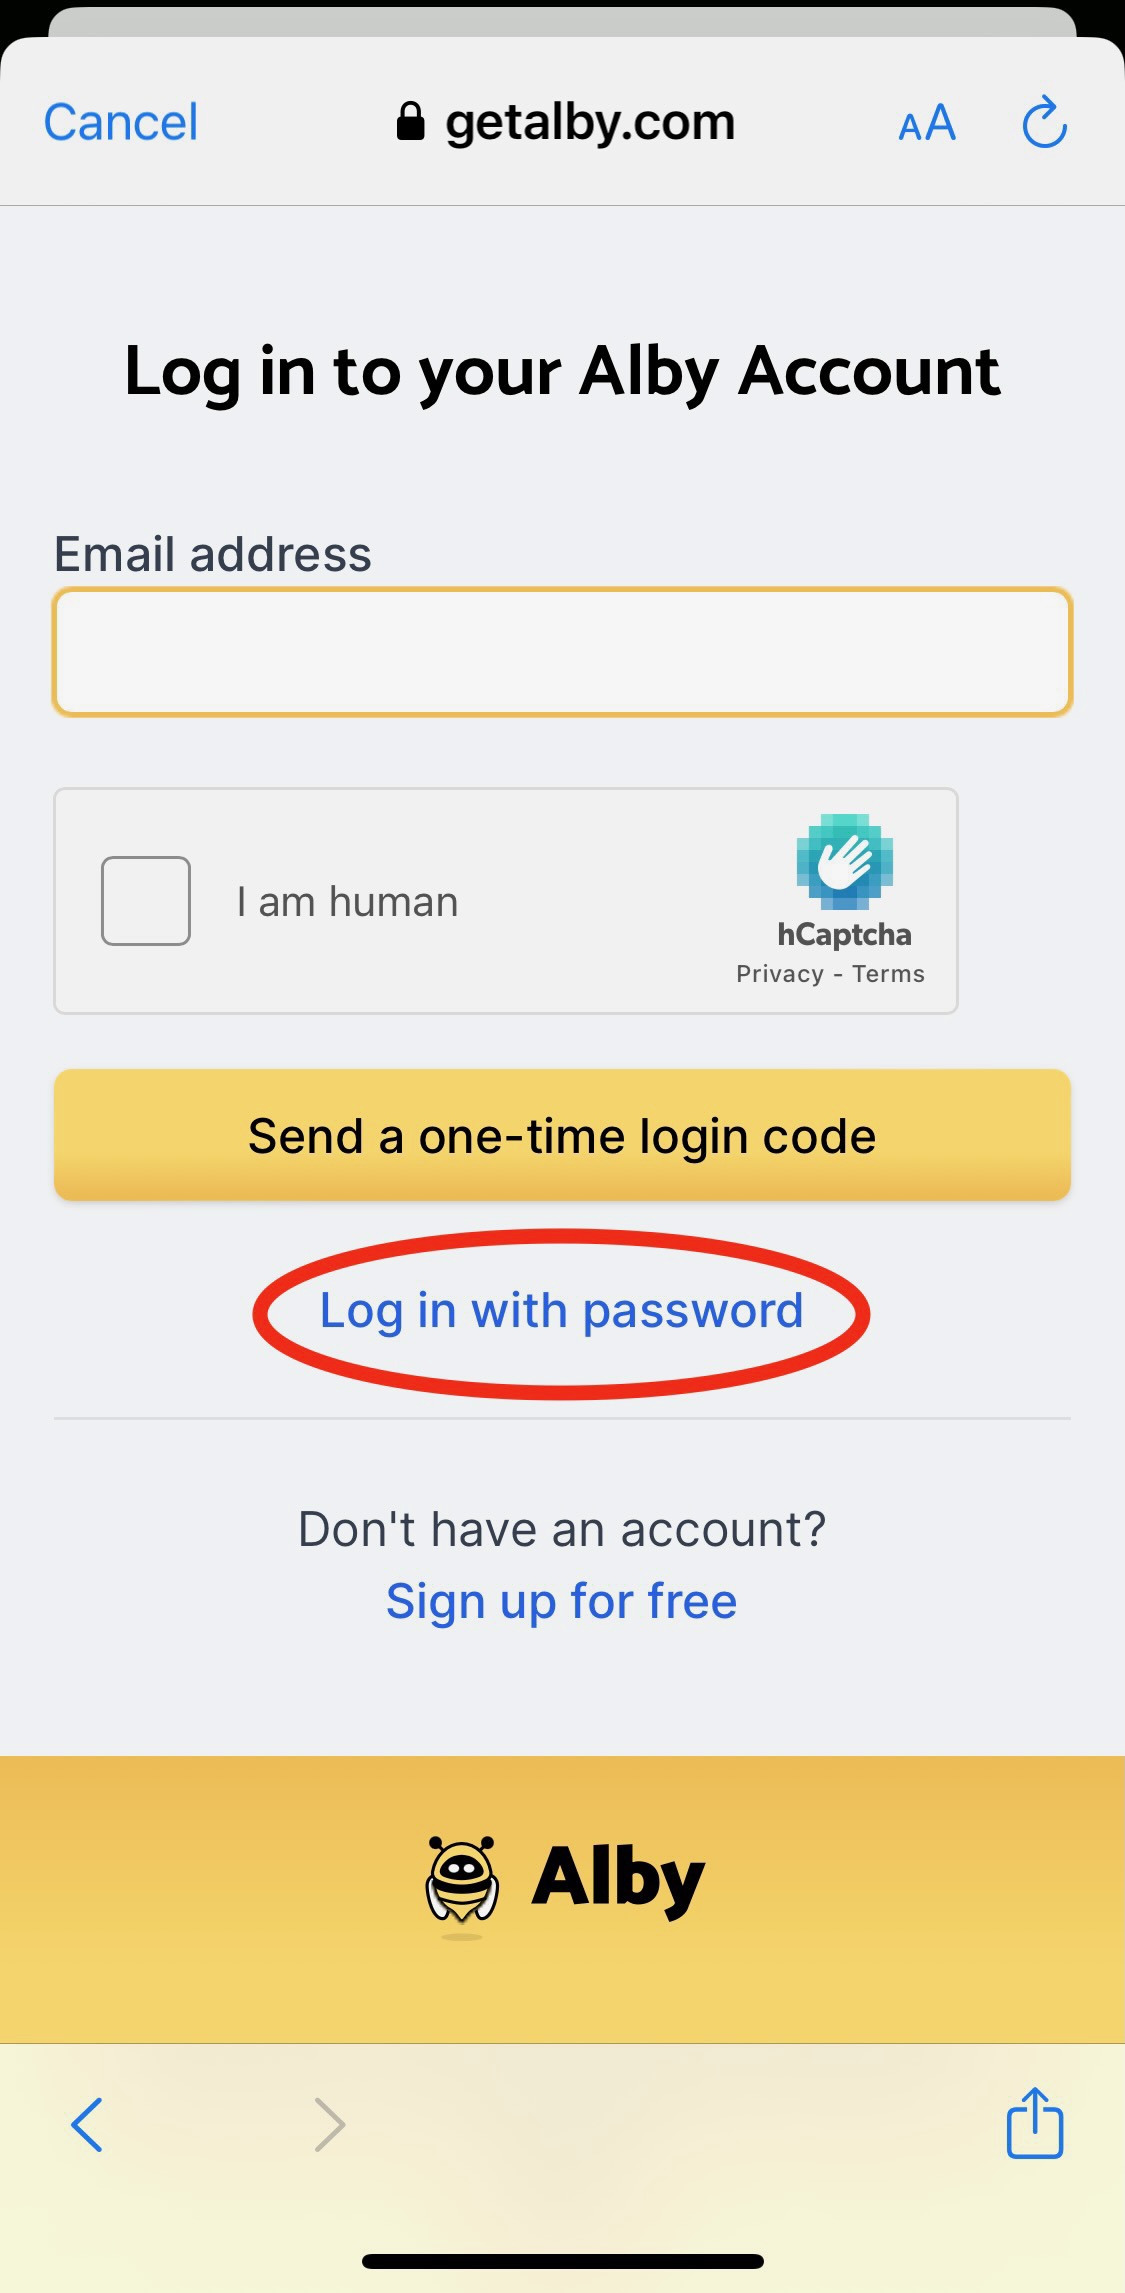 Cancel
getalby.com
AA
Log in to your Alby Account
Email address
I am human
hCaptcha
Privacy - Terms
Send a one-time login code
Log in with password
Don't have an account?
Sign up for free
Alby